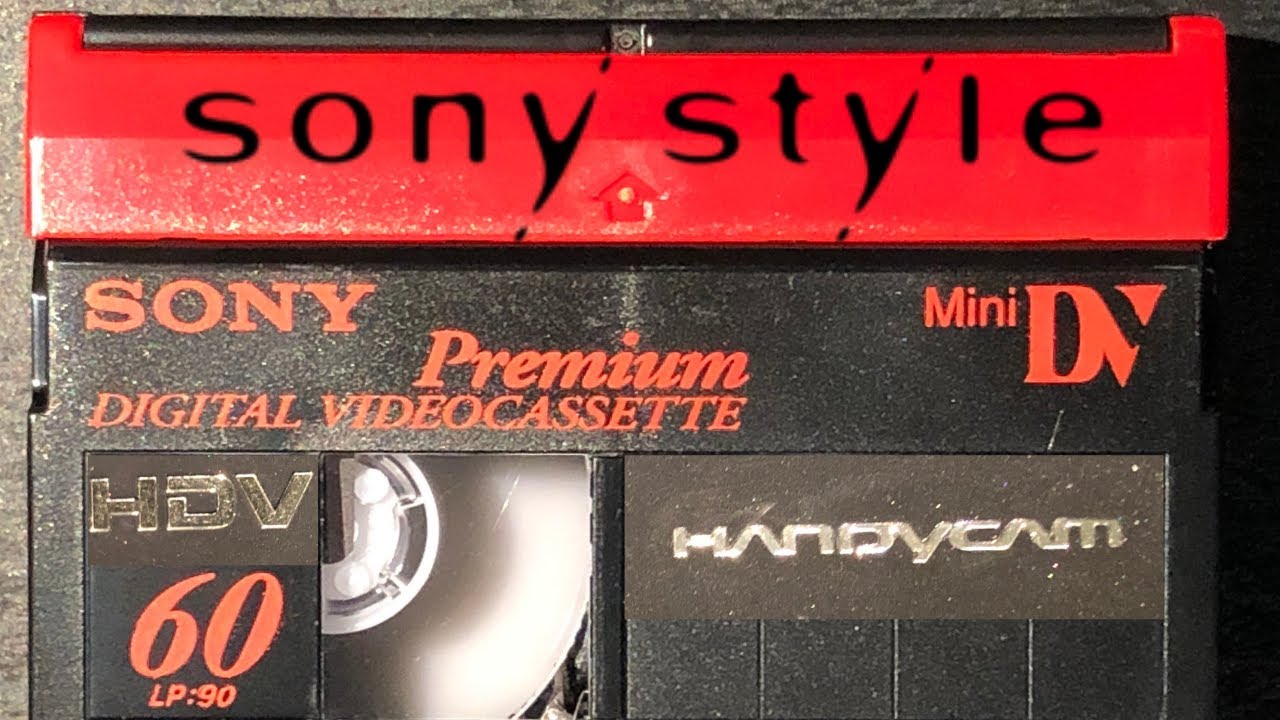 sony style
SONY
Mini DV
Premium
DIGITAL VIDEOCASSETTE
HDV
HANDYCAM
60
LP:90